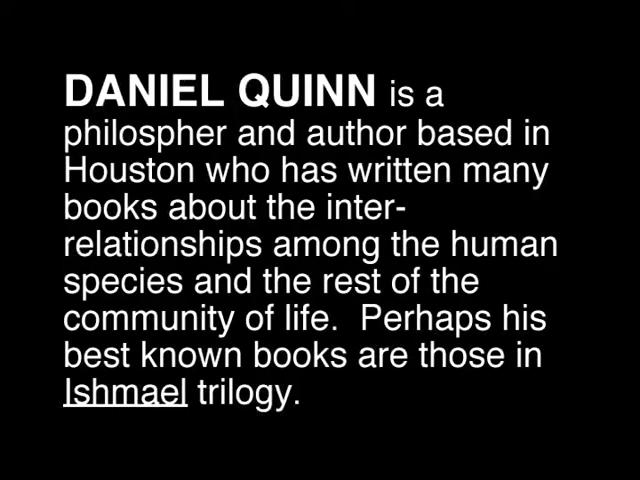 DANIEL QUINN is a
philospher and author based in
Houston who has written many
books about the inter-
relationships among the human
species and the rest of the
community of life.  Perhaps his
best known books are those in
Ishmael trilogy.